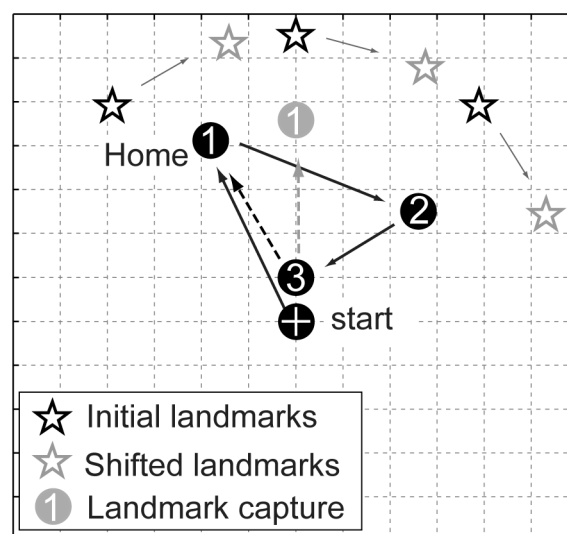 1
1
Home
2
3
start
Initial landmarks
Shifted landmarks
1 Landmark capture